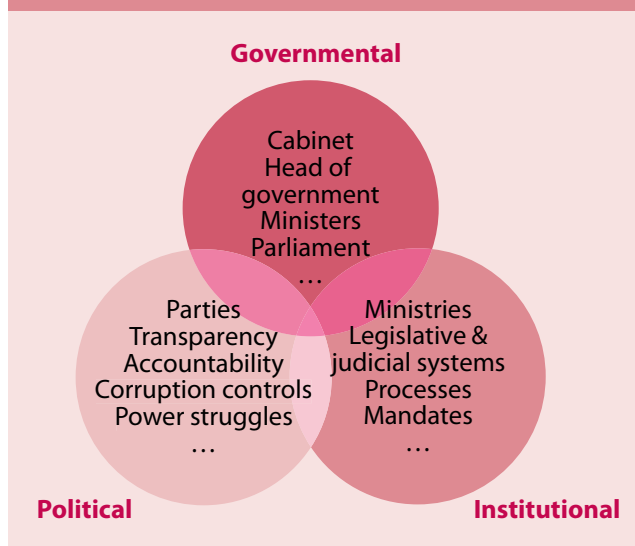 Governmental
Cabinet
Head of
government
Ministers
Parliament
…
Parties
Transparency
Accountability
Corruption controls
Power struggles
…
Ministries
Legislative &
judicial systems
Processes
Mandates
…
Political
Institutional